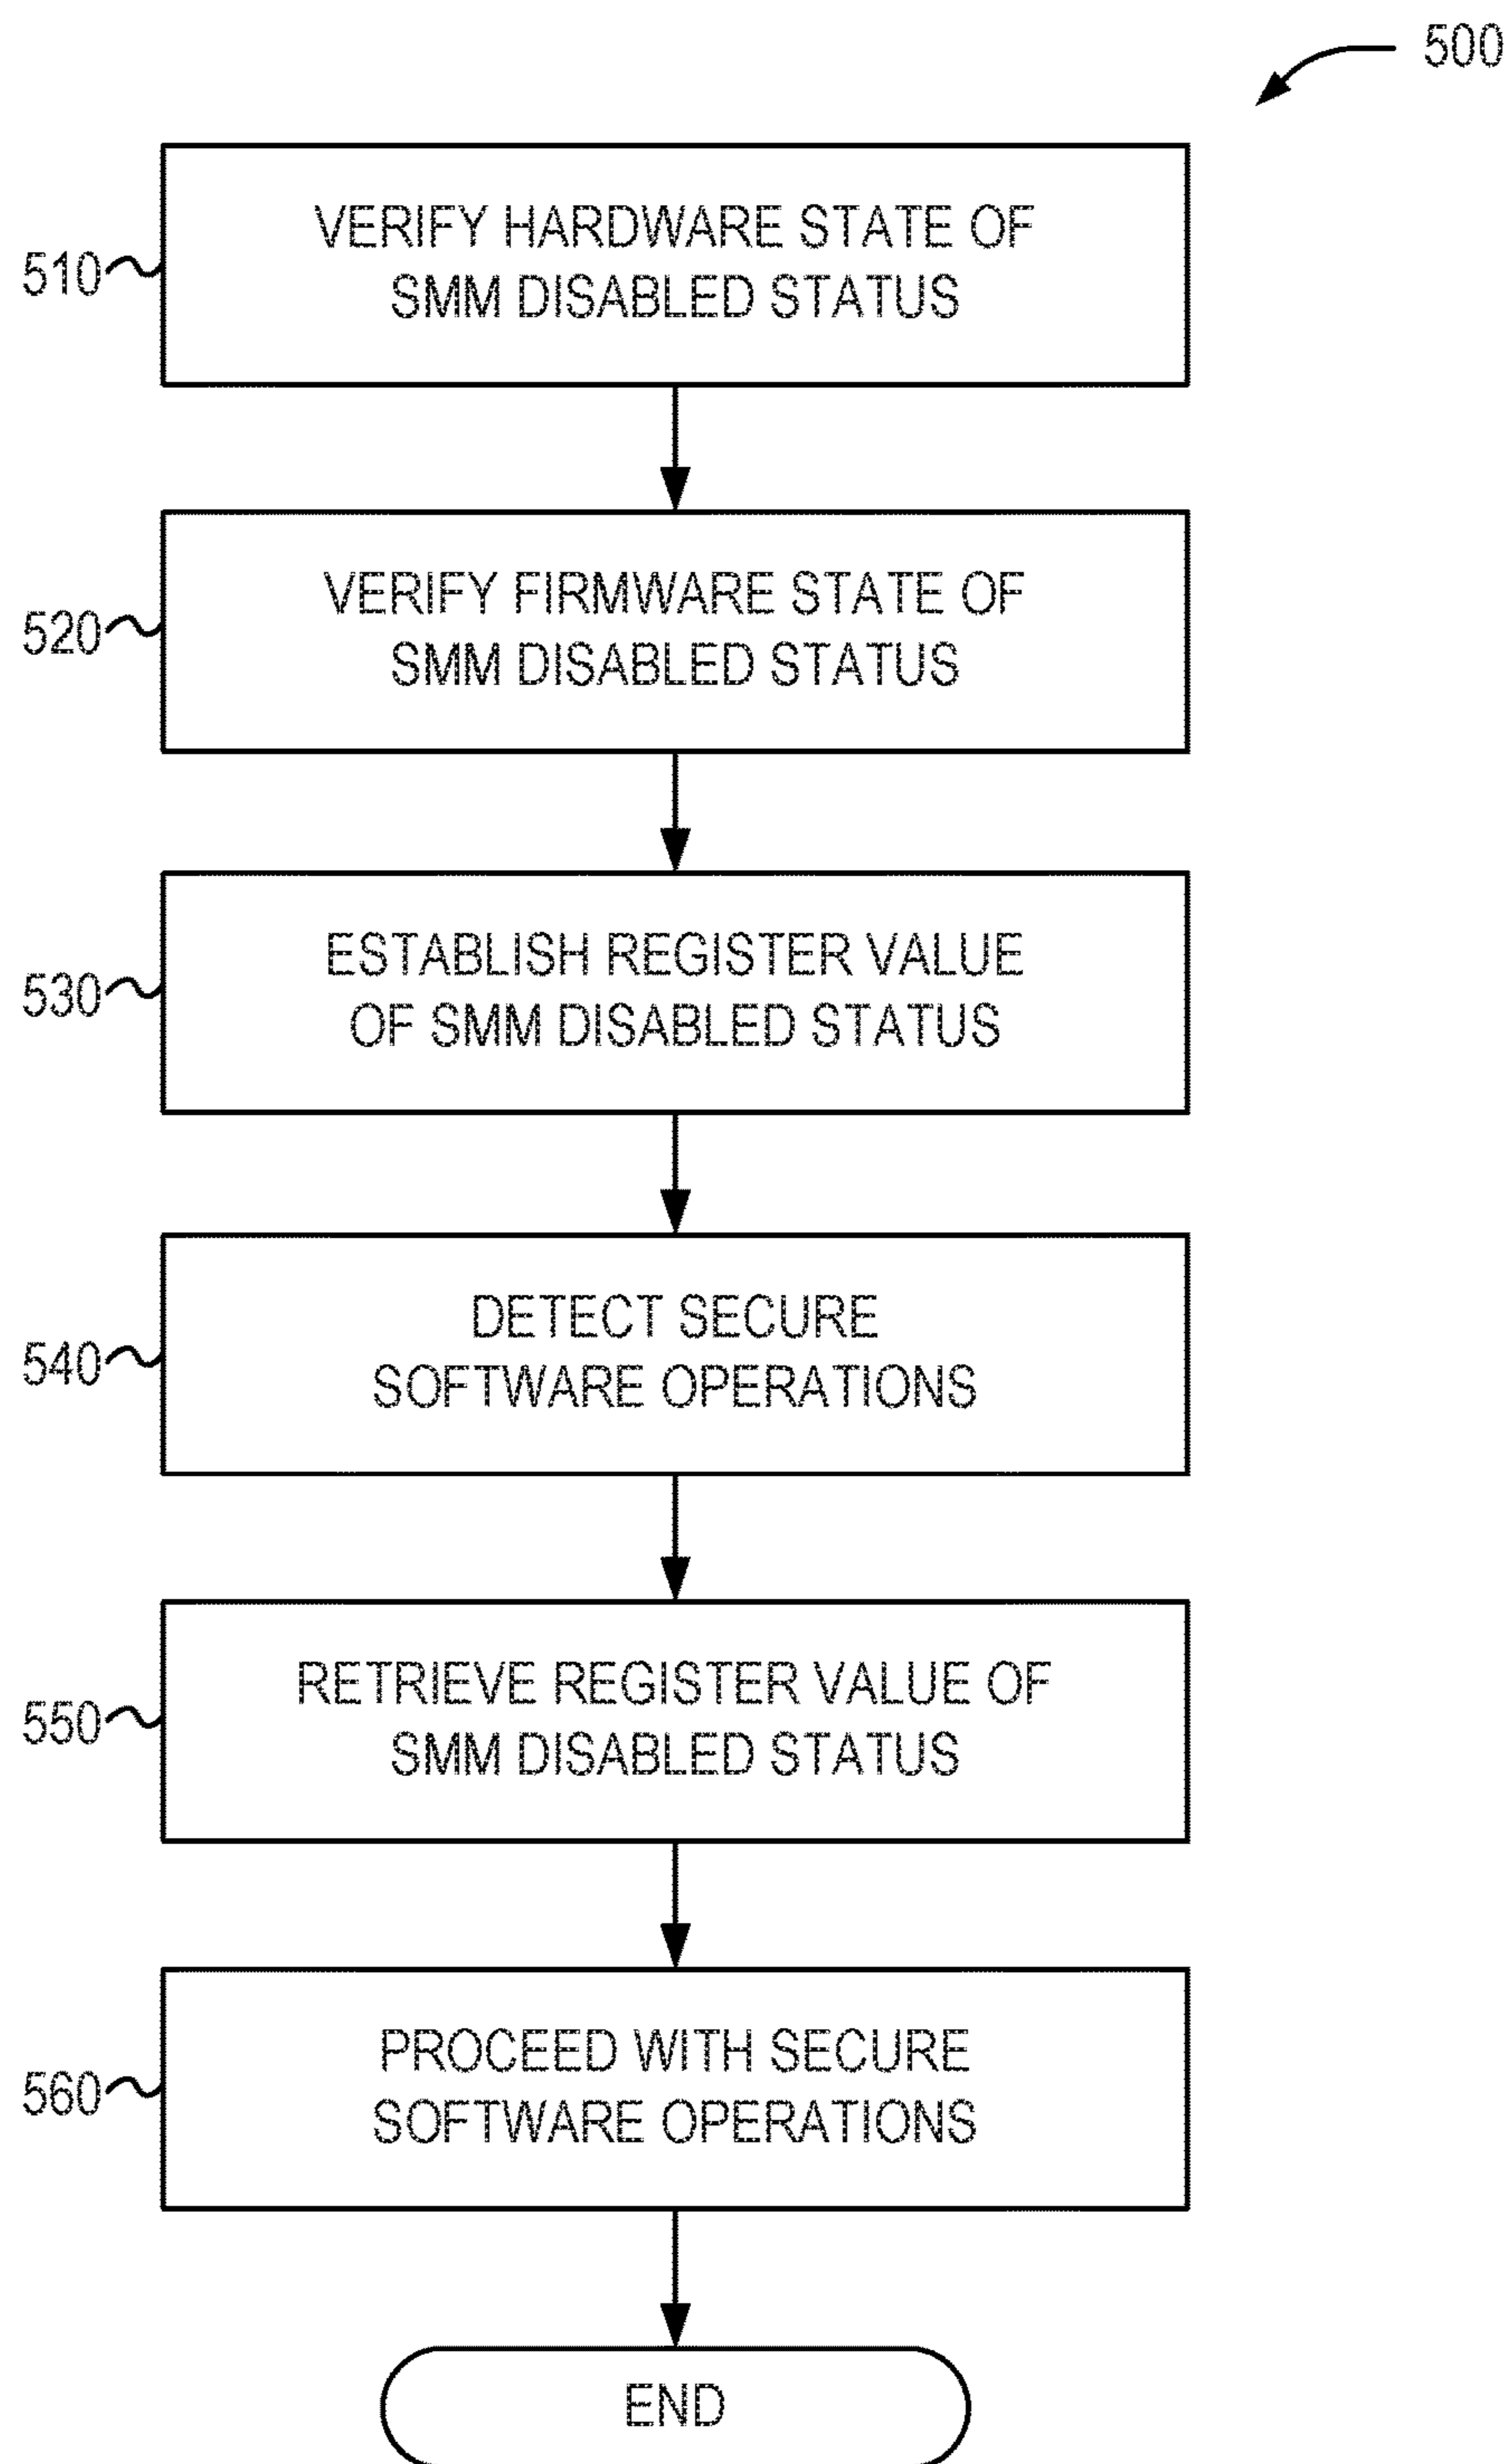 500
510
VERIFY HARDWARE STATE OF
SMM DISABLED STATUS
520
VERIFY FIRMWARE STATE OF
SMM DISABLED STATUS
530
ESTABLISH REGISTER VALUE
OF SMM DISABLED STATUS
540
DETECT SECURE
SOFTWARE OPERATIONS
550
RETRIEVE REGISTER VALUE OF
SMM DISABLED STATUS
560
PROCEED WITH SECURE
SOFTWARE OPERATIONS
END